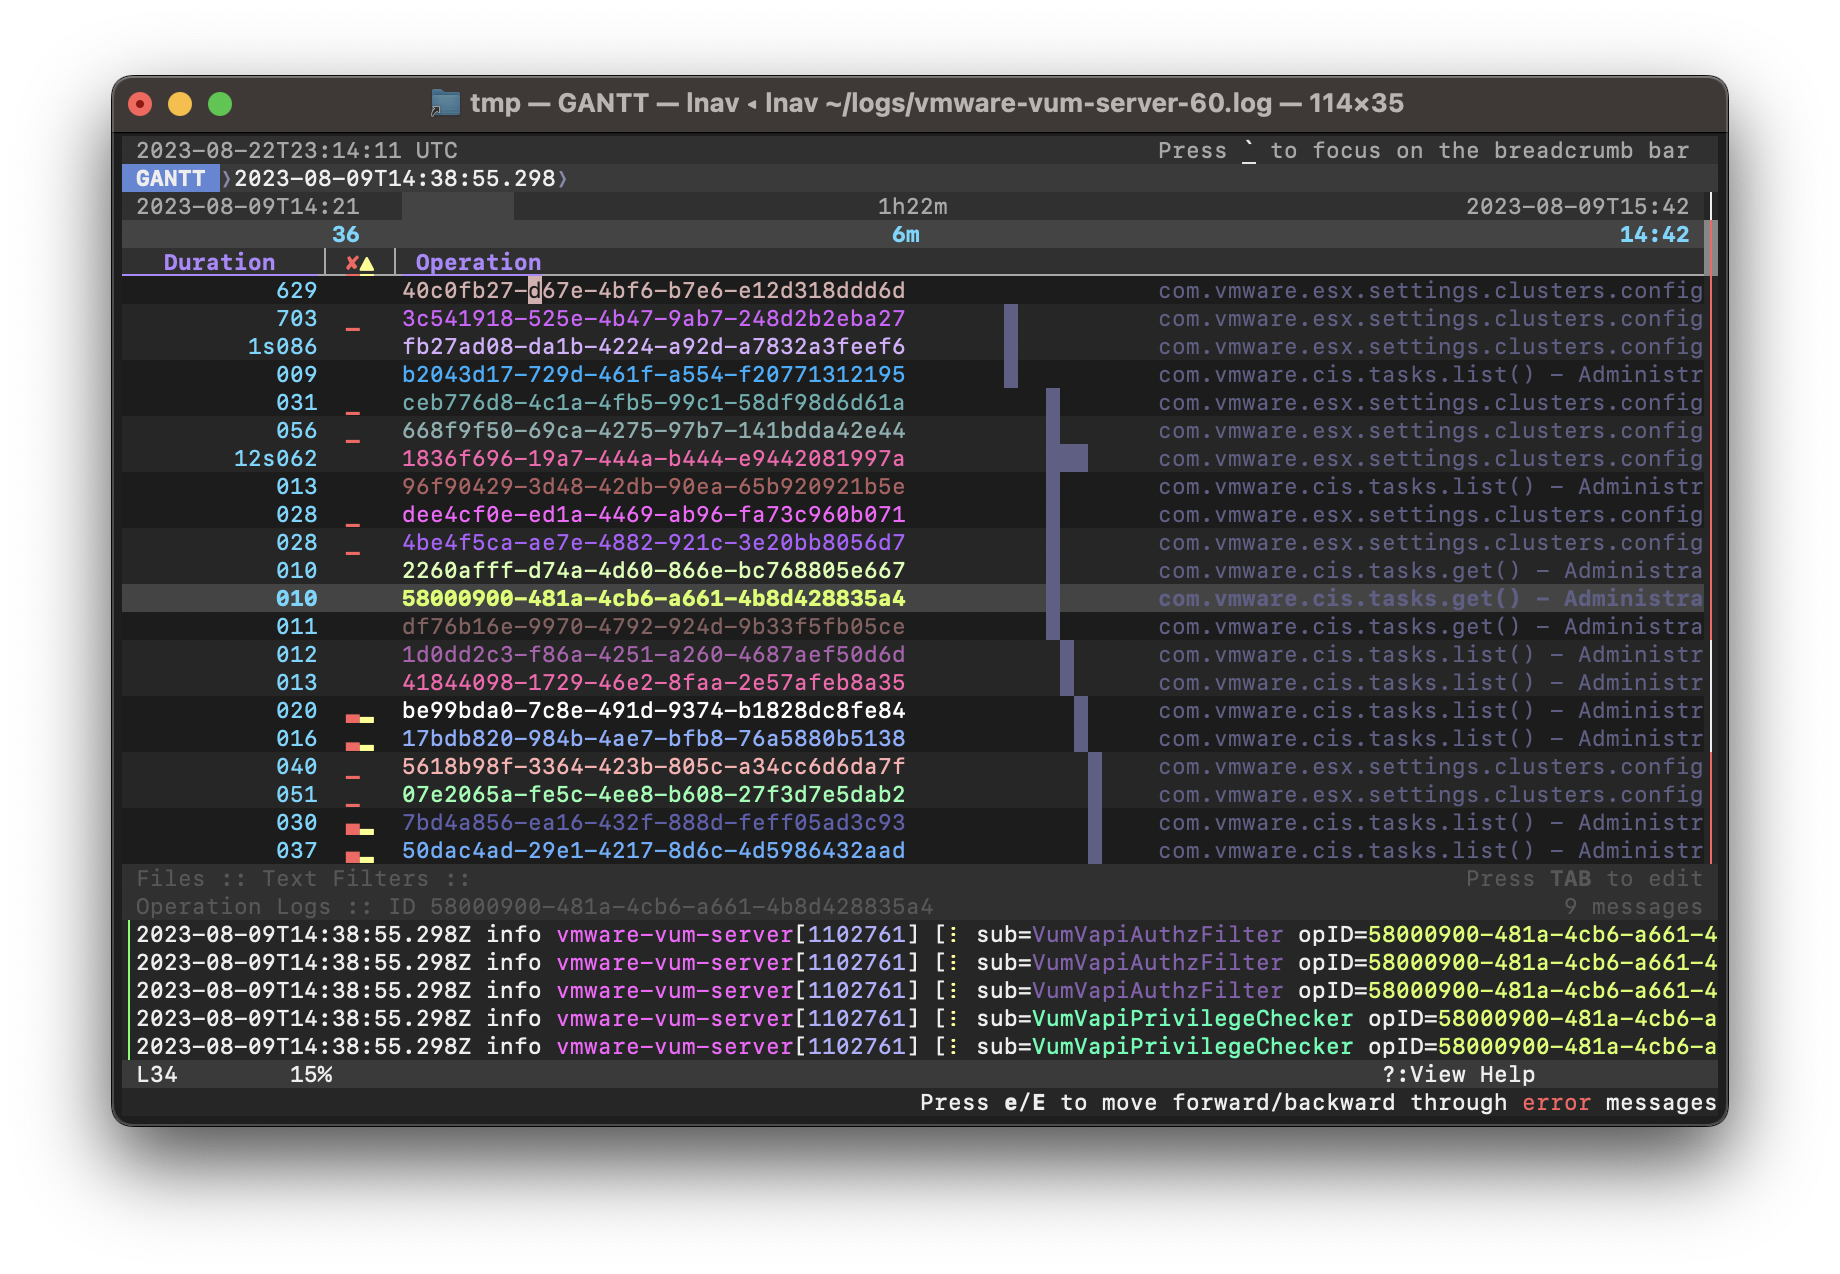 tmp — GANTT — lnav ◂ lnav ~/logs/vmware-vum-server-60.log — 114×35
2023-08-22T23:14:11 UTC Press ` to focus on the breadcrumb bar
GANTT ⟩2023-08-09T14:38:55.298⟩
2023-08-09T14:21 1h22m 2023-08-09T15:42
36 6m 14:42
Duration ✘▲ Operation
629 40c0fb27-d67e-4bf6-b7e6-e12d318ddd6d com.vmware.esx.settings.clusters.config
703 3c541918-525e-4b47-9ab7-248d2b2eba27 com.vmware.esx.settings.clusters.config
1s086 fb27ad08-da1b-4224-a92d-a7832a3feef6 com.vmware.esx.settings.clusters.config
009 b2043d17-729d-461f-a554-f20771312195 com.vmware.cis.tasks.list() – Administr
031 ceb776d8-4c1a-4fb5-99c1-58df98d6d61a com.vmware.esx.settings.clusters.config
056 668f9f50-69ca-4275-97b7-141bdda42e44 com.vmware.esx.settings.clusters.config
12s062 1836f696-19a7-444a-b444-e9442081997a com.vmware.esx.settings.clusters.config
013 96f90429-3d48-42db-90ea-65b920921b5e com.vmware.cis.tasks.list() – Administr
028 dee4cf0e-ed1a-4469-ab96-fa73c960b071 com.vmware.esx.settings.clusters.config
028 4be4f5ca-ae7e-4882-921c-3e20bb8056d7 com.vmware.esx.settings.clusters.config
010 2260afff-d74a-4d60-866e-bc768805e667 com.vmware.cis.tasks.get() – Administra
010 58000900-481a-4cb6-a661-4b8d428835a4 com.vmware.cis.tasks.get() – Administra
011 df76b16e-9970-4792-924d-9b33f5fb05ce com.vmware.cis.tasks.get() – Administra
012 1d0dd2c3-f86a-4251-a260-4687aef50d6d com.vmware.cis.tasks.list() – Administr
013 41844098-1729-46e2-8faa-2e57afeb8a35 com.vmware.cis.tasks.list() – Administr
020 be99bda0-7c8e-491d-9374-b1828dc8fe84 com.vmware.cis.tasks.list() – Administr
016 17bdb820-984b-4ae7-bfb8-76a5880b5138 com.vmware.cis.tasks.list() – Administr
040 5618b98f-3364-423b-805c-a34cc6d6da7f com.vmware.esx.settings.clusters.config
051 07e2065a-fe5c-4ee8-b608-27f3d7e5dab2 com.vmware.esx.settings.clusters.config
030 7bd4a856-ea16-432f-888d-feff05ad3c93 com.vmware.cis.tasks.list() – Administr
037 50dac4ad-29e1-4217-8d6c-4d5986432aad com.vmware.cis.tasks.list() – Administr
Files :: Text Filters :: Press TAB to edit
Operation Logs :: ID 58000900-481a-4cb6-a661-4b8d428835a4 9 messages
2023-08-09T14:38:55.298Z info vmware-vum-server[1102761] [⋮ sub=VumVapiAuthzFilter opID=58000900-481a-4cb6-a661-4
2023-08-09T14:38:55.298Z info vmware-vum-server[1102761] [⋮ sub=VumVapiAuthzFilter opID=58000900-481a-4cb6-a661-4
2023-08-09T14:38:55.298Z info vmware-vum-server[1102761] [⋮ sub=VumVapiAuthzFilter opID=58000900-481a-4cb6-a661-4
2023-08-09T14:38:55.298Z info vmware-vum-server[1102761] [⋮ sub=VumVapiPrivilegeChecker opID=58000900-481a-4cb6-a
2023-08-09T14:38:55.298Z info vmware-vum-server[1102761] [⋮ sub=VumVapiPrivilegeChecker opID=58000900-481a-4cb6-a
L34 15% ?:View Help
Press e/E to move forward/backward through error messages